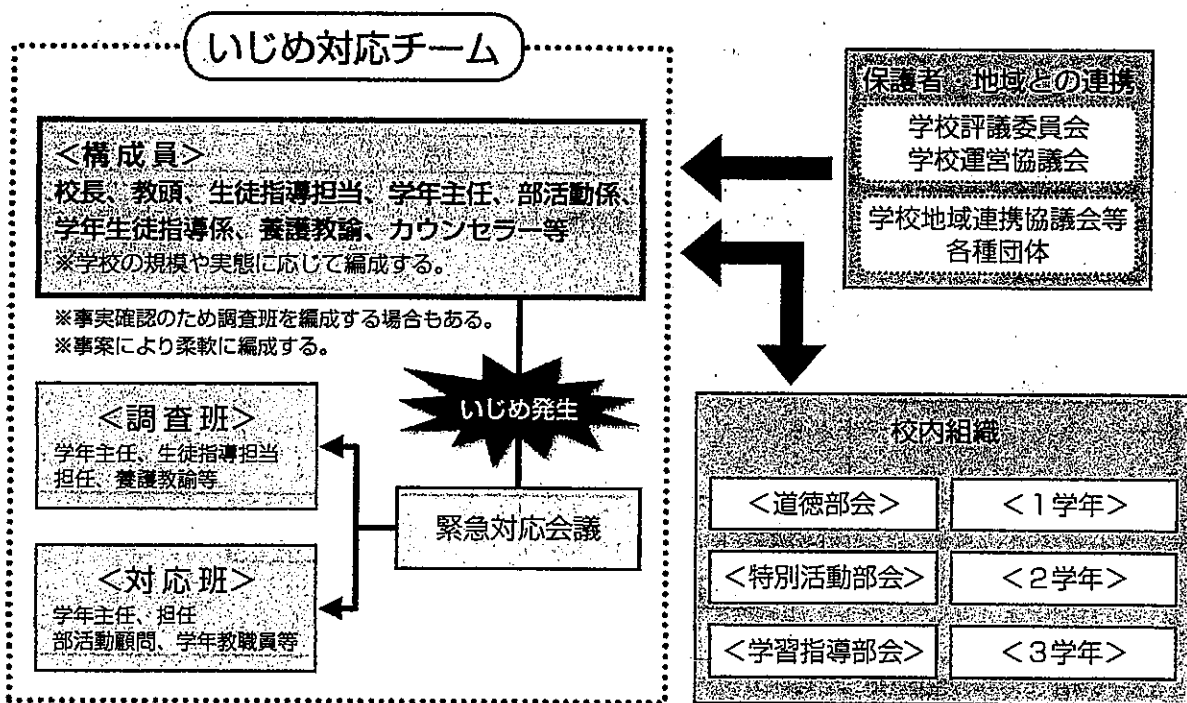 いじめ対応チーム
＜構成員＞
校長、教頭、生徒指導担当、学年主任、部活動係、
学年生徒指導係、養護教諭、カウンセラー等
※学校の規模や実態に応じて編成する。
※事実確認のため調査班を編成する場合もある。
※事案により柔軟に編成する。
いじめ発生
＜調査班＞
学年主任、生徒指導担当
担任、養護教諭等
緊急対応会議
＜対応班＞
学年主任、担任
部活動顧問、学年教職員等
保護者・地域との連携
学校評議委員会
学校運営協議会
学校地域連携協議会等
各種団体
校内組織
＜道徳部会＞
＜1学年＞
＜特別活動部会＞
＜2学年＞
＜学習指導部会＞
＜3学年＞